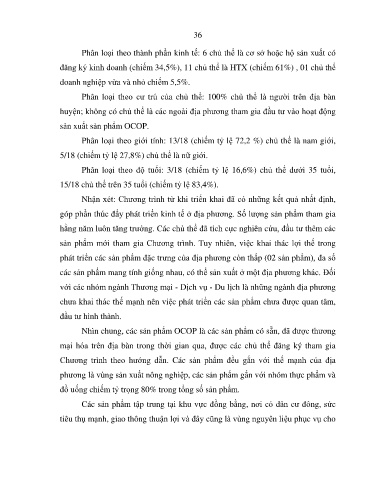 36
Phân loại theo thành phần kinh tế: 6 chủ thể là cơ sở hoặc hộ sản xuất có
đăng ký kinh doanh (chiếm 34,5%), 11 chủ thể là HTX (chiếm 61%) , 01 chủ thể
doanh nghiệp vừa và nhỏ chiếm 5,5%.
Phân loại theo cư trú của chủ thể: 100% chủ thể là người trên địa bàn
huyện; không có chủ thể là các ngoài địa phương tham gia đầu tư vào hoạt động
sản xuất sản phẩm OCOP.
Phân loại theo giới tính: 13/18 (chiếm tỷ lệ 72,2 %) chủ thể là nam giới,
5/18 (chiếm tỷ lệ 27,8%) chủ thể là nữ giới.
Phân loại theo độ tuổi: 3/18 (chiếm tỷ lệ 16,6%) chủ thể dưới 35 tuổi,
15/18 chủ thể trên 35 tuổi (chiếm tỷ lệ 83,4%).
Nhận xét: Chương trình từ khi triển khai đã có những kết quả nhất định,
góp phần thúc đẩy phát triển kinh tế ở địa phương. Số lượng sản phẩm tham gia
hằng năm luôn tăng trưởng. Các chủ thể đã tích cực nghiên cứu, đầu tư thêm các
sản phẩm mới tham gia Chương trình. Tuy nhiên, việc khai thác lợi thế trong
phát triển các sản phẩm đặc trưng của địa phương còn thấp (02 sản phẩm), đa số
các sản phẩm mang tính giống nhau, có thể sản xuất ở một địa phương khác. Đối
với các nhóm ngành Thương mại - Dịch vụ - Du lịch là những ngành địa phương
chưa khai thác thế mạnh nên việc phát triển các sản phẩm chưa được quan tâm,
đầu tư hình thành.
Nhìn chung, các sản phẩm OCOP là các sản phẩm có sẵn, đã được thương
mại hóa trên địa bàn trong thời gian qua, được các chủ thể đăng ký tham gia
Chương trình theo hướng dẫn. Các sản phẩm đều gắn với thế mạnh của địa
phương là vùng sản xuất nông nghiệp, các sản phẩm gắn với nhóm thực phẩm và
đồ uống chiếm tỷ trọng 80% trong tổng số sản phẩm.
Các sản phẩm tập trung tại khu vực đồng bằng, nơi có dân cư đông, sức
tiêu thụ mạnh, giao thông thuận lợi và đây cũng là vùng nguyên liệu phục vụ cho